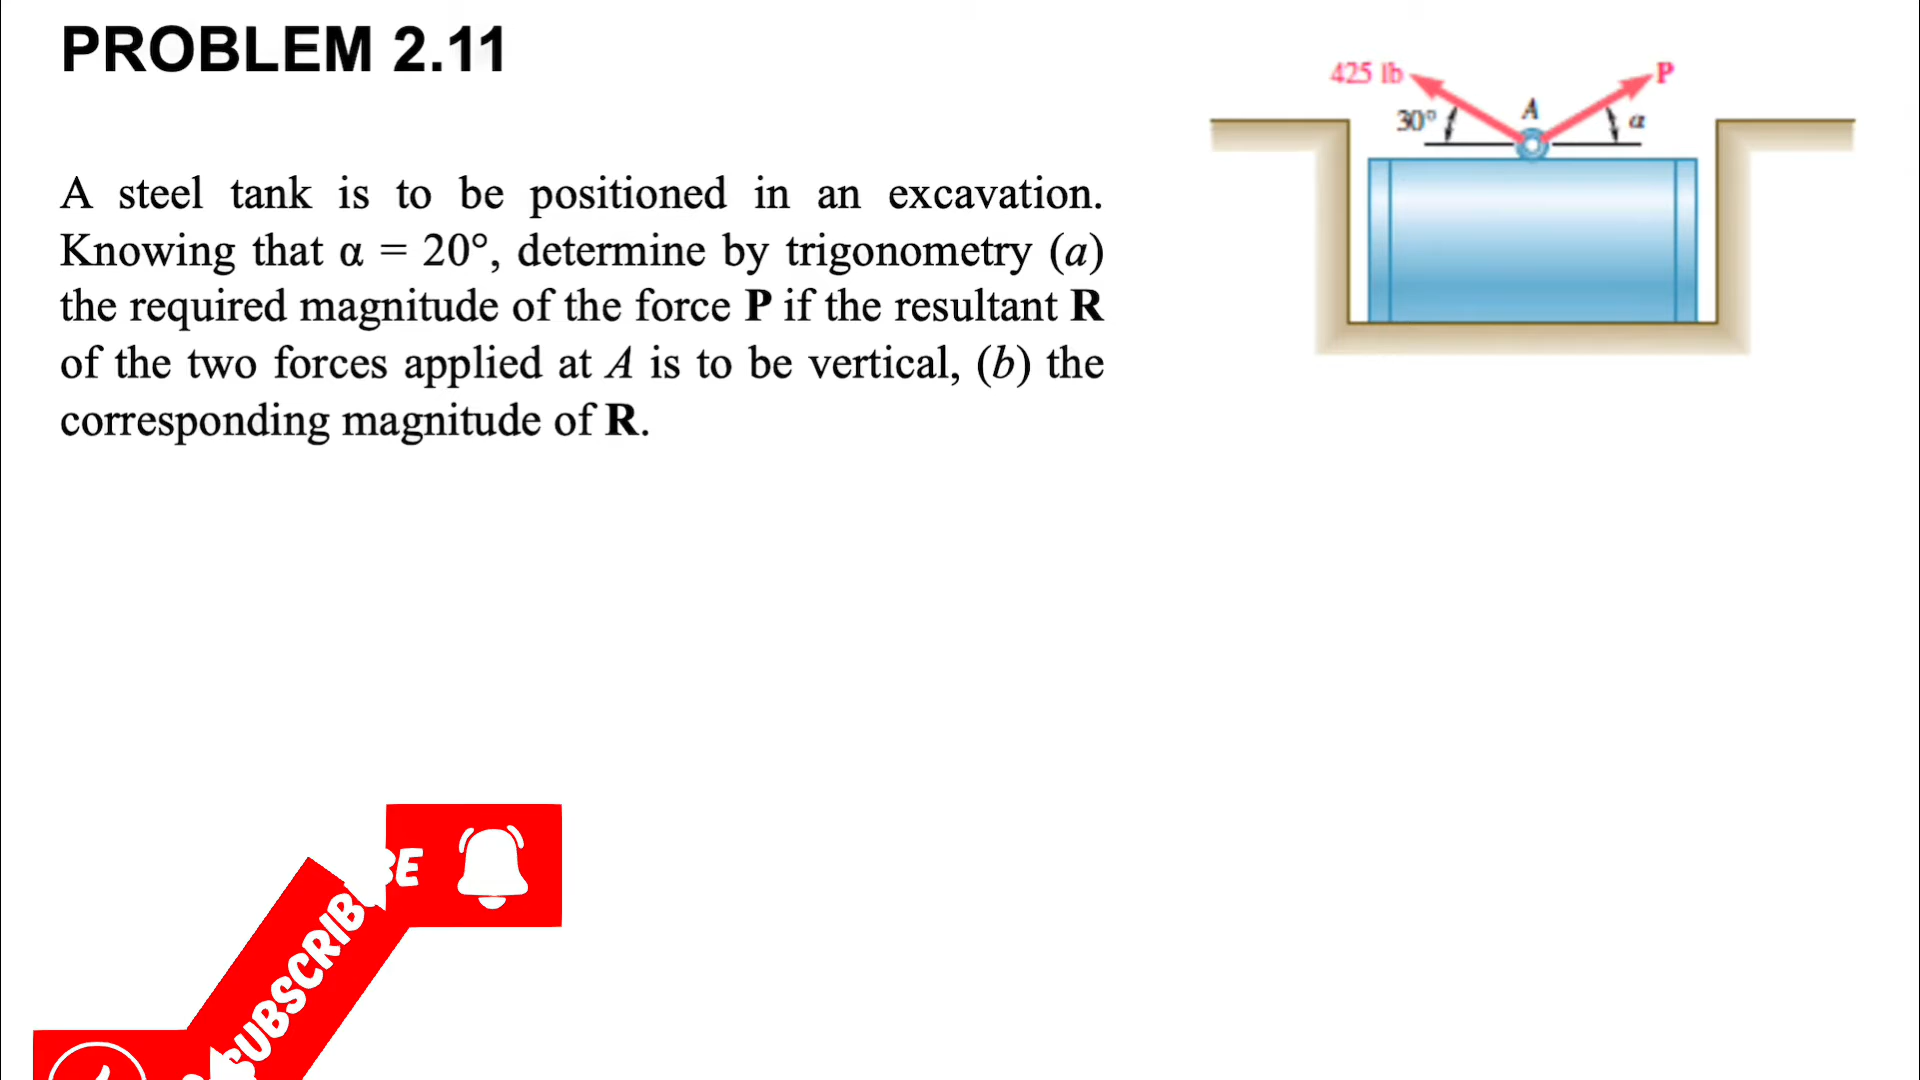 PROBLEM 2.11
425 lb
P
30°
A
α
A steel tank is to be positioned in an excavation.
Knowing that α = 20°, determine by trigonometry (a)
the required magnitude of the force P if the resultant R
of the two forces applied at A is to be vertical, (b) the
corresponding magnitude of R.
SUBSCRIBE